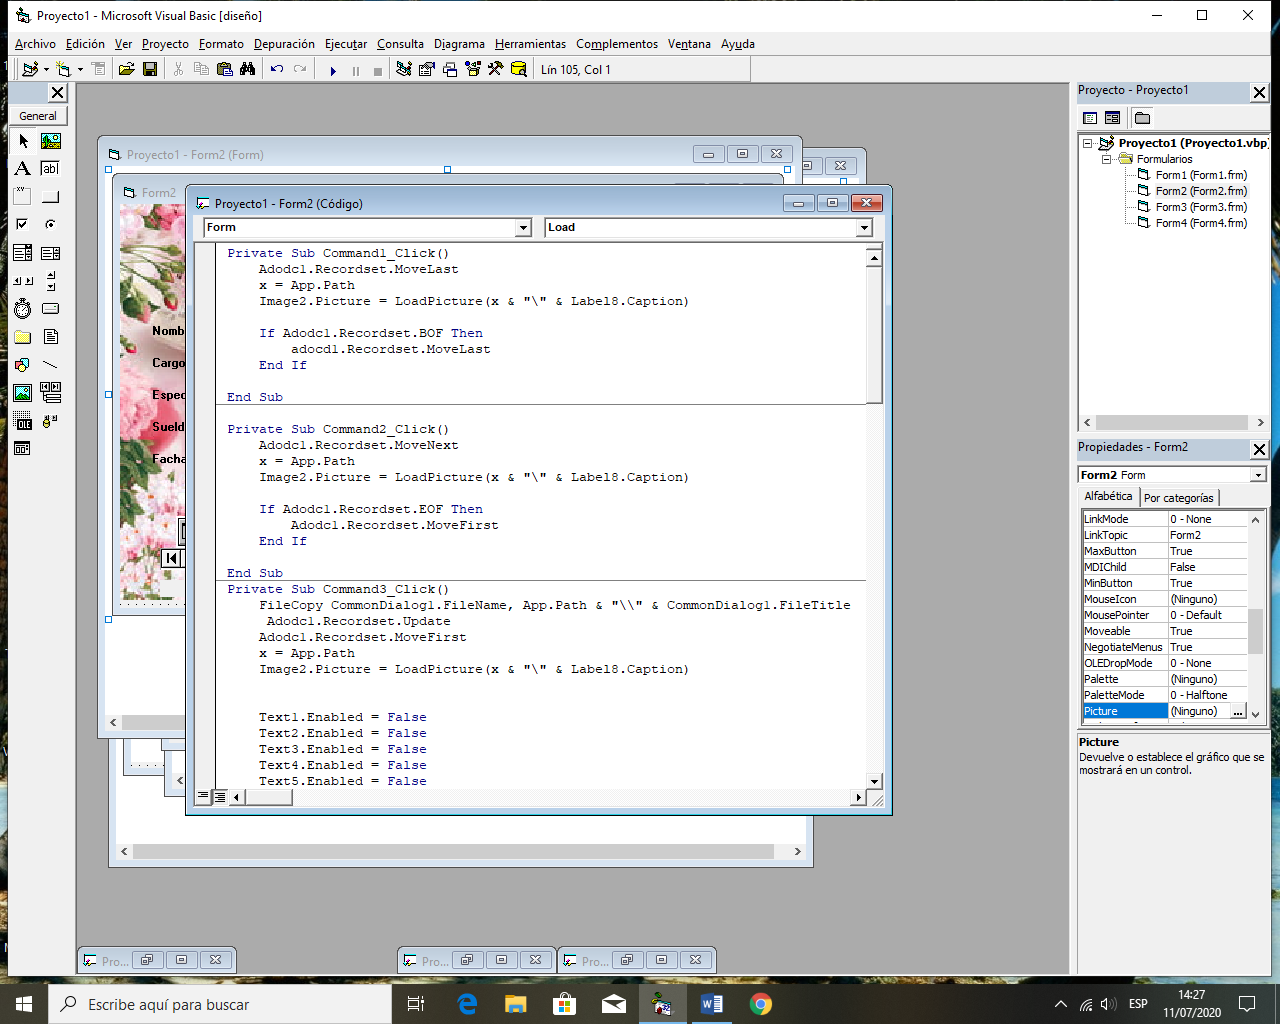 Proyecto1 - Microsoft Visual Basic [diseño]
Archivo Edición Ver Proyecto Formato Depuración Ejecutar Consulta Diagrama Herramientas Complementos Ventana Ayuda
Lín 105, Col 1
General
Proyecto1 - Form2 (Form)
Form2
Nomb
Cargo
Espec
Sueld
Facha
Proyecto1 - Form2 (Código)
Form
Load
Private Sub Command1_Click()
Adodc1.Recordset.MoveLast
x = App.Path
Image2.Picture = LoadPicture(x & "\" & Label8.Caption)
If Adodc1.Recordset.BOF Then
adocd1.Recordset.MoveLast
End If
End Sub
Private Sub Command2_Click()
Adodc1.Recordset.MoveNext
x = App.Path
Image2.Picture = LoadPicture(x & "\" & Label8.Caption)
If Adodc1.Recordset.EOF Then
Adodc1.Recordset.MoveFirst
End If
End Sub
Private Sub Command3_Click()
FileCopy CommonDialog1.FileName, App.Path & "\\" & CommonDialog1.FileTitle
Adodc1.Recordset.Update
Adodc1.Recordset.MoveFirst
x = App.Path
Image2.Picture = LoadPicture(x & "\" & Label8.Caption)
Text1.Enabled = False
Text2.Enabled = False
Text3.Enabled = False
Text4.Enabled = False
Text5.Enabled = False
Pro...
Pro...
Pro...
Proyecto - Proyecto1
Proyecto1 (Proyecto1.vbp)
Formularios
Form1 (Form1.frm)
Form2 (Form2.frm)
Form3 (Form3.frm)
Form4 (Form4.frm)
Propiedades - Form2
Form2 Form
Alfabética Por categorías
LinkMode 0 - None
LinkTopic Form2
MaxButton True
MDIChild False
MinButton True
MouseIcon (Ninguno)
MousePointer 0 - Default
Moveable True
NegotiateMenus True
OLEDropMode 0 - None
Palette (Ninguno)
PaletteMode 0 - Halftone
Picture (Ninguno) ...
Picture
Devuelve o establece el gráfico que se
mostrará en un control.
Escribe aquí para buscar
ESP
14:27
11/07/2020